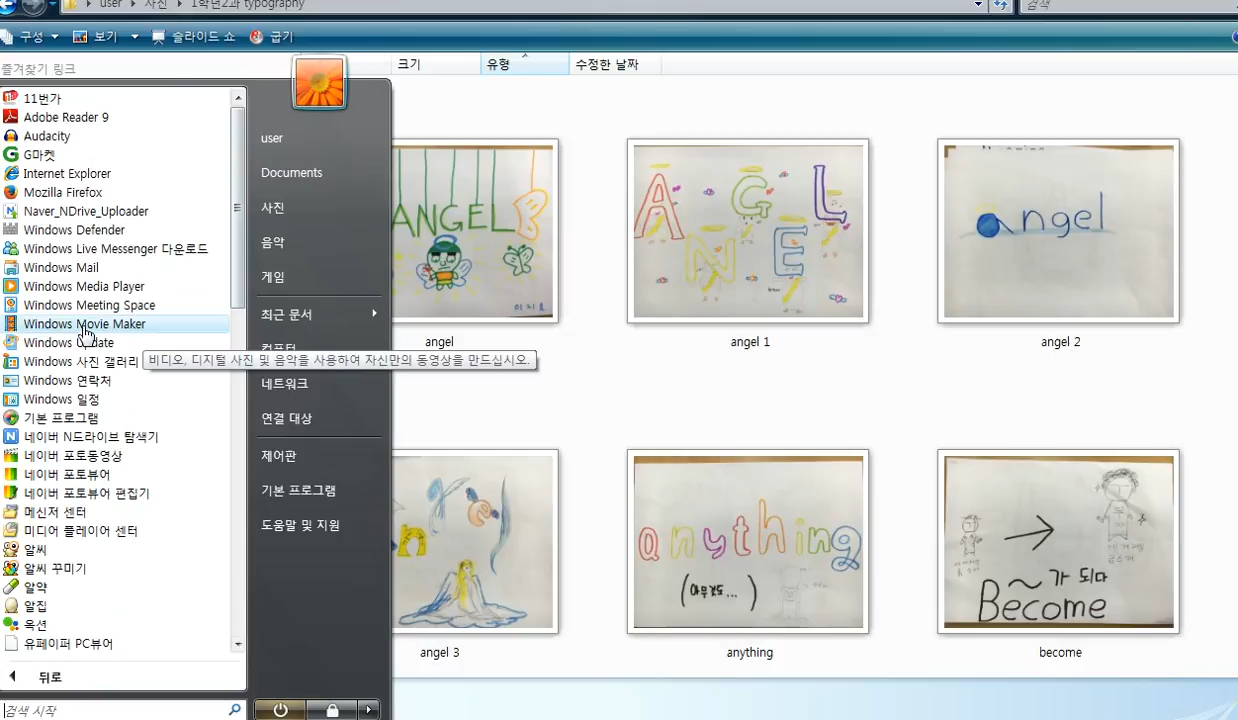 user
사진
1학년2과 typography
검색
구성
보기
슬라이드 쇼
굽기
즐겨찾기 링크
크기
유형
수정한 날짜
11번가
Adobe Reader 9
Audacity
G마켓
Internet Explorer
Mozilla Firefox
Naver_NDrive_Uploader
Windows Defender
Windows Live Messenger 다운로드
Windows Mail
Windows Media Player
Windows Meeting Space
Windows Movie Maker
Windows Update
Windows 사진 갤러리
Windows 연락처
Windows 일정
기본 프로그램
네이버 N드라이브 탐색기
네이버 포토동영상
네이버 포토뷰어
네이버 포토뷰어 편집기
메신저 센터
미디어 플레이어 센터
알씨
알씨 꾸미기
알약
알집
옥션
유페이퍼 PC뷰어
뒤로
검색 시작
user
Documents
사진
음악
게임
최근 문서
컴퓨터
비디오, 디지털 사진 및 음악을 사용하여 자신만의 동영상을 만드십시오.
네트워크
연결 대상
제어판
기본 프로그램
도움말 및 지원
ANGEL
이지호
angel
A G L
N E
angel 1
angel
angel 2
n g e
angel 3
anything
(아무것도...)
anything
~가 되다
Become
become